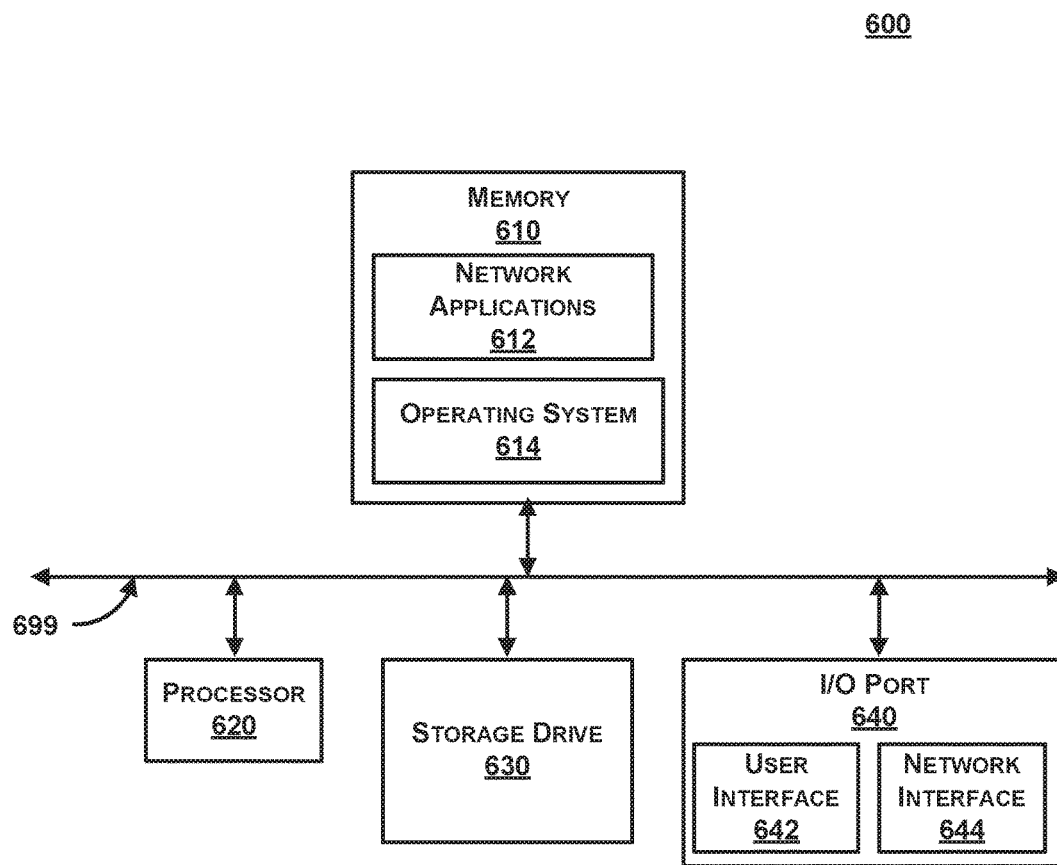 600
MEMORY
610
NETWORK
APPLICATIONS
612
OPERATING SYSTEM
614
699
PROCESSOR
620
STORAGE DRIVE
630
I/O PORT
640
USER
INTERFACE
642
NETWORK
INTERFACE
644